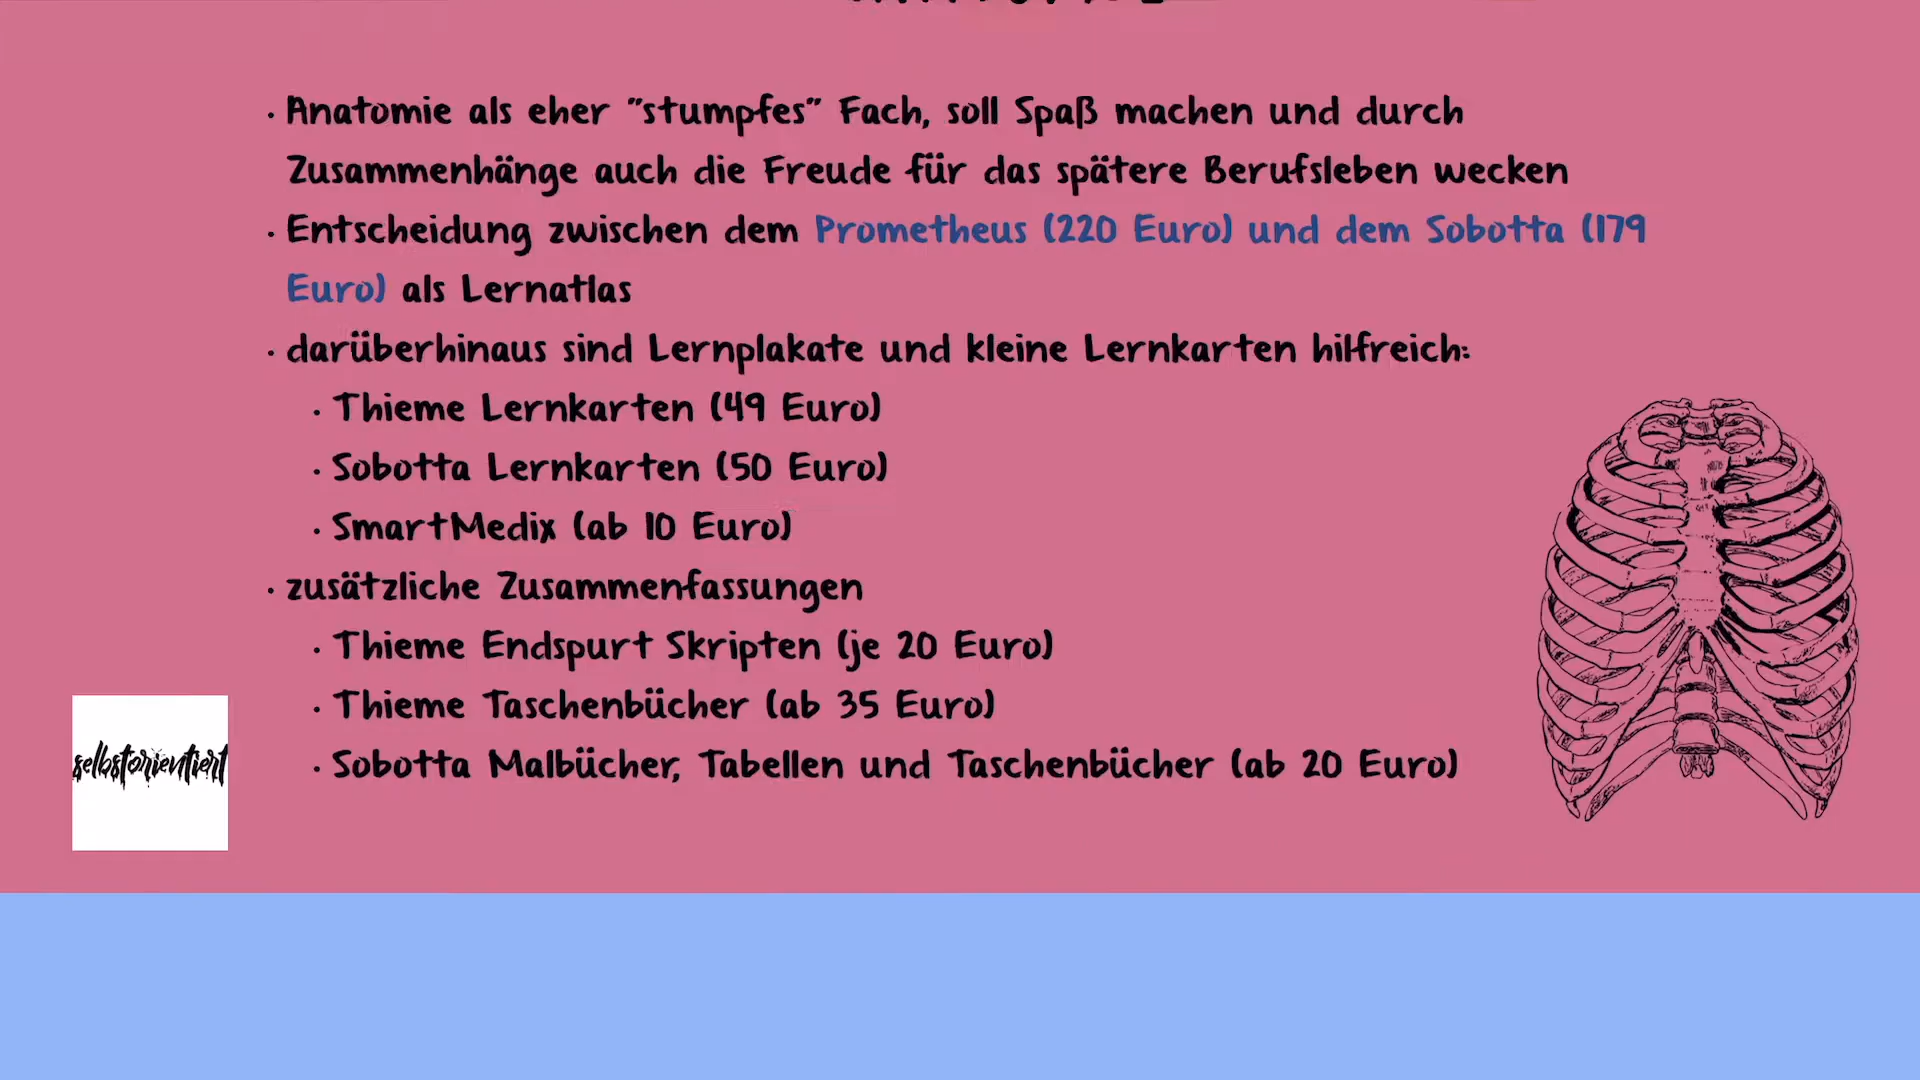 · Anatomie als eher "stumpfes" Fach, soll Spaß machen und durch
Zusammenhänge auch die Freude für das spätere Berufsleben wecken
· Entscheidung zwischen dem Prometheus (220 Euro) und dem Sobotta (179
Euro) als Lernatlas
· darüberhinaus sind Lernplakate und kleine Lernkarten hilfreich:
· Thieme Lernkarten (49 Euro)
· Sobotta Lernkarten (50 Euro)
· SmartMedix (ab 10 Euro)
· zusätzliche Zusammenfassungen
· Thieme Endspurt Skripten (je 20 Euro)
· Thieme Taschenbücher (ab 35 Euro)
· Sobotta Malbücher, Tabellen und Taschenbücher (ab 20 Euro)
selbstorientiert